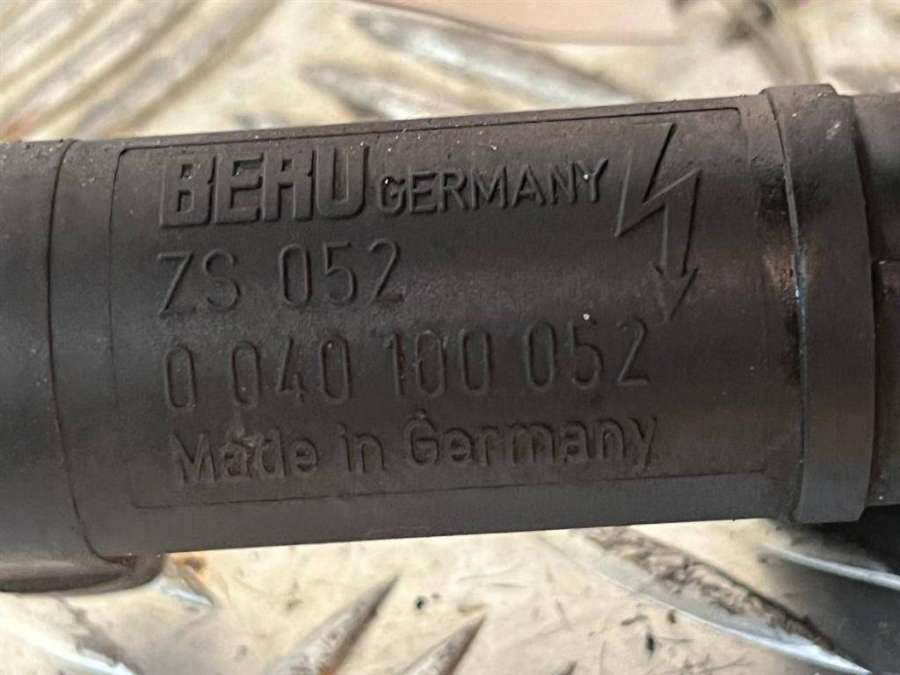 BERU GERMANY
ZS 052
0 040 100 052
Made in Germany